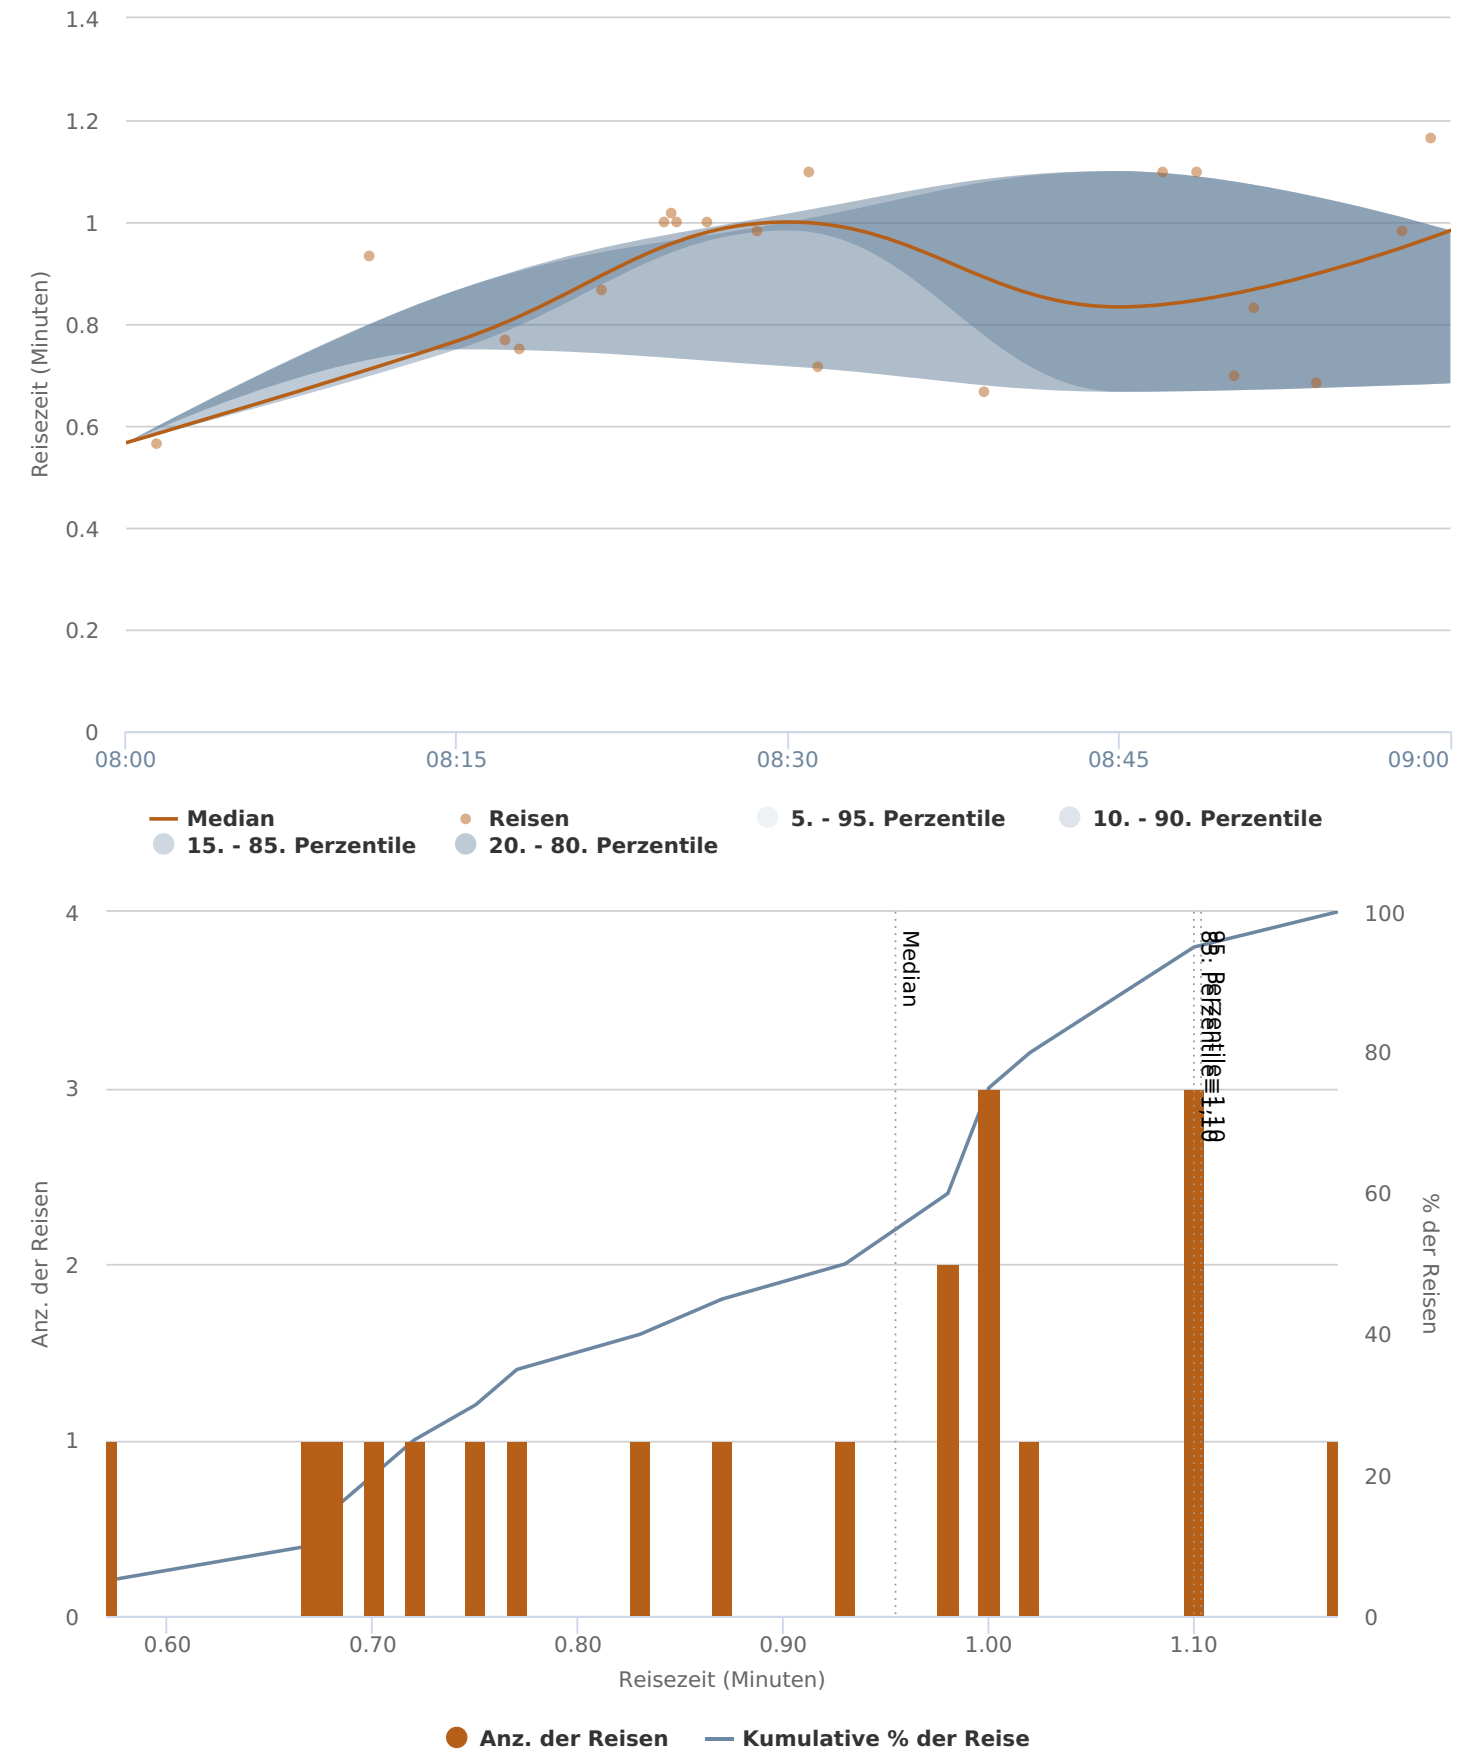 1.4
1.2
1
0.8
0.6
0.4
0.2
0
Reisezeit (Minuten)
08:00 08:15 08:30 08:45 09:00
Median Reisen 5. - 95. Perzentile 10. - 90. Perzentile
15. - 85. Perzentile 20. - 80. Perzentile
4
3
2
1
0
Anz. der Reisen
100
80
60
40
20
0
% der Reisen
Median
95. Perzentile=1,10
0.60 0.70 0.80 0.90 1.00 1.10
Reisezeit (Minuten)
Anz. der Reisen Kumulative % der Reise